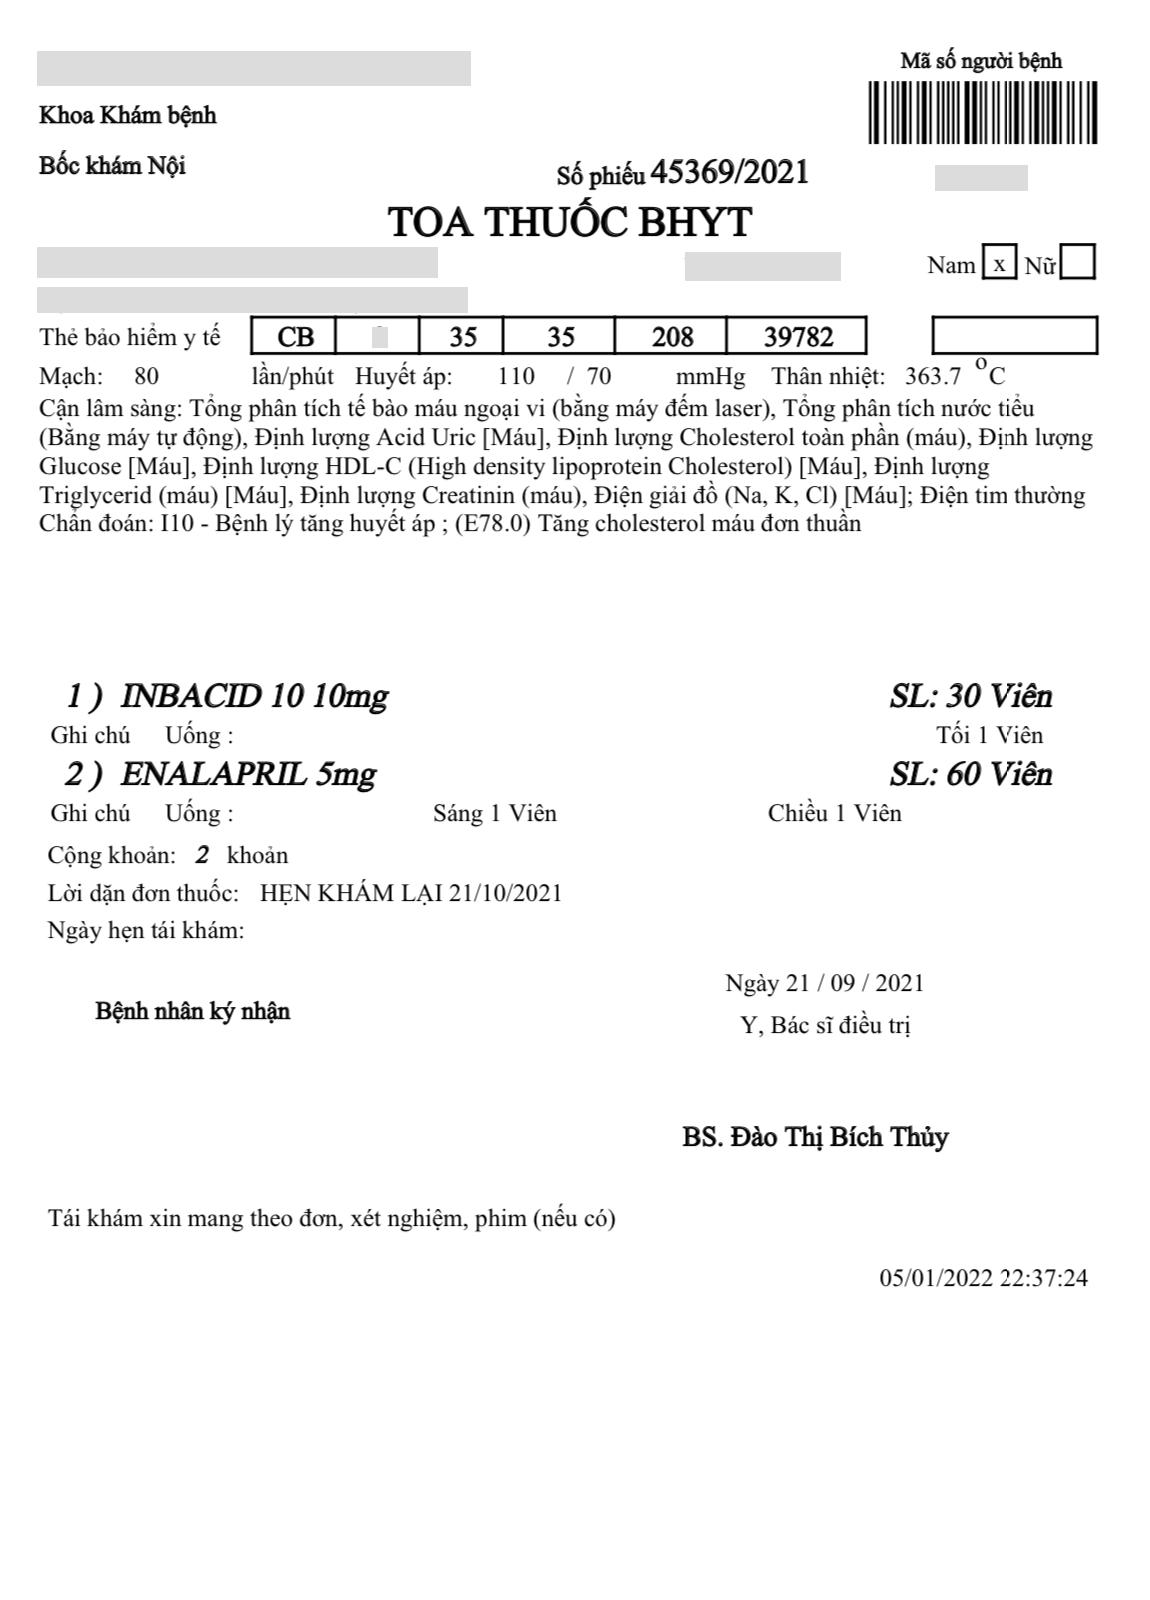 Mã số người bệnh
Khoa Khám bệnh
Bốc khám Nội
Số phiếu 45369/2021
TOA THUỐC BHYT
Nam x Nữ
Thẻ bảo hiểm y tế CB 35 35 208 39782
Mạch: 80 lần/phút Huyết áp: 110 / 70 mmHg Thân nhiệt: 363.7 °C
Cận lâm sàng: Tổng phân tích tế bào máu ngoại vi (bằng máy đếm laser), Tổng phân tích nước tiểu
(Bằng máy tự động), Định lượng Acid Uric [Máu], Định lượng Cholesterol toàn phần (máu), Định lượng
Glucose [Máu], Định lượng HDL-C (High density lipoprotein Cholesterol) [Máu], Định lượng
Triglycerid (máu) [Máu], Định lượng Creatinin (máu), Điện giải đồ (Na, K, Cl) [Máu]; Điện tim thường
Chẩn đoán: I10 - Bệnh lý tăng huyết áp ; (E78.0) Tăng cholesterol máu đơn thuần
1 ) INBACID 10 10mg SL: 30 Viên
Ghi chú Uống : Tối 1 Viên
2 ) ENALAPRIL 5mg SL: 60 Viên
Ghi chú Uống : Sáng 1 Viên Chiều 1 Viên
Cộng khoản: 2 khoản
Lời dặn đơn thuốc: HẸN KHÁM LẠI 21/10/2021
Ngày hẹn tái khám:
Ngày 21 / 09 / 2021
Bệnh nhân ký nhận
Y, Bác sĩ điều trị
BS. Đào Thị Bích Thủy
Tái khám xin mang theo đơn, xét nghiệm, phim (nếu có)
05/01/2022 22:37:24